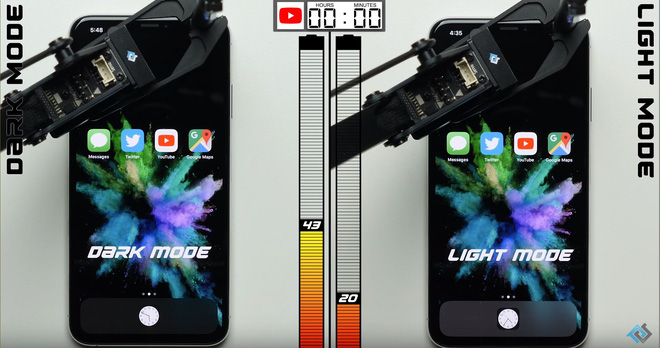 DARK MODE
LIGHT MODE
HOURS MINUTES
00:00
5:48
4:35
Messages Twitter YouTube Google Maps
Messages Twitter YouTube Google Maps
43
DARK MODE
LIGHT MODE
20